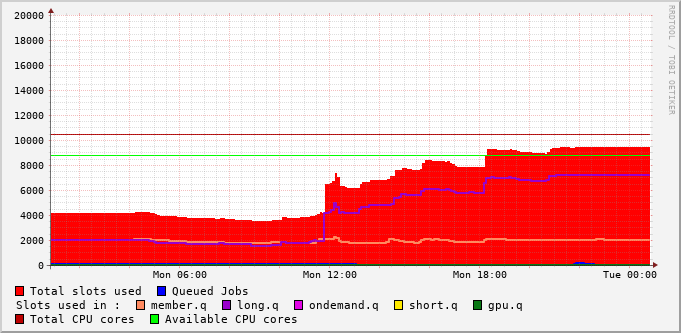 20000
18000
16000
14000
12000
10000
8000
6000
4000
2000
0
Mon 06:00 Mon 12:00 Mon 18:00 Tue 00:00
Total slots used Queued Jobs
Slots used in : member.q long.q ondemand.q short.q gpu.q
Total CPU cores Available CPU cores
RRDTOOL / TOBI OETIKER